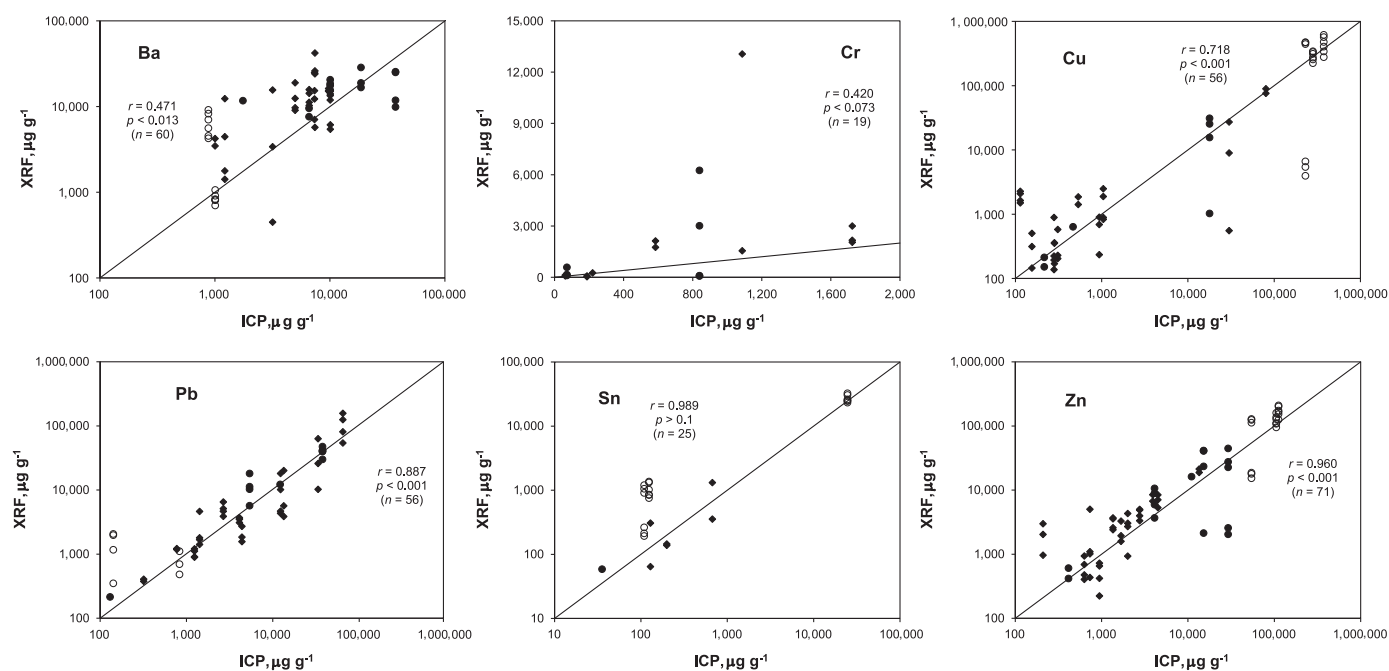 100,000
10,000
1,000
100
XRF, µg g-1
Ba
r = 0.471
p < 0.013
(n = 60)
100 1,000 10,000 100,000
ICP,µ g g-1
15,000
12,000
9,000
6,000
3,000
0
XRF, µg g-1
Cr
r = 0.420
p < 0.073
(n = 19)
0 400 800 1,200 1,600 2,000
ICP,µg g-1
1, 000,000
100,000
10,000
1,000
100
XRF, µg g-1
Cu
r = 0.718
p < 0.001
(n = 56)
100 1,000 10,000 100,000 1,000,000
ICP, µg g-1
1,000,000
100,000
10,000
1,000
100
XRF, µg g-1
Pb
r = 0.887
p < 0.001
(n = 56)
100 1,000 10,000 100,000 1,000,000
ICP, µg g-1
100,000
10,000
1,000
100
10
XRF, µg g-1
Sn
r = 0.989
p > 0.1
(n = 25)
10 100 1,000 10,000 100,000
ICP, µg g-1
1,000,000
100,000
10,000
1,000
100
XRF, µg g-1
Zn
r = 0.960
p < 0.001
(n = 71)
100 1,000 10,000 100,000 1,000,000
ICP, µg g-1